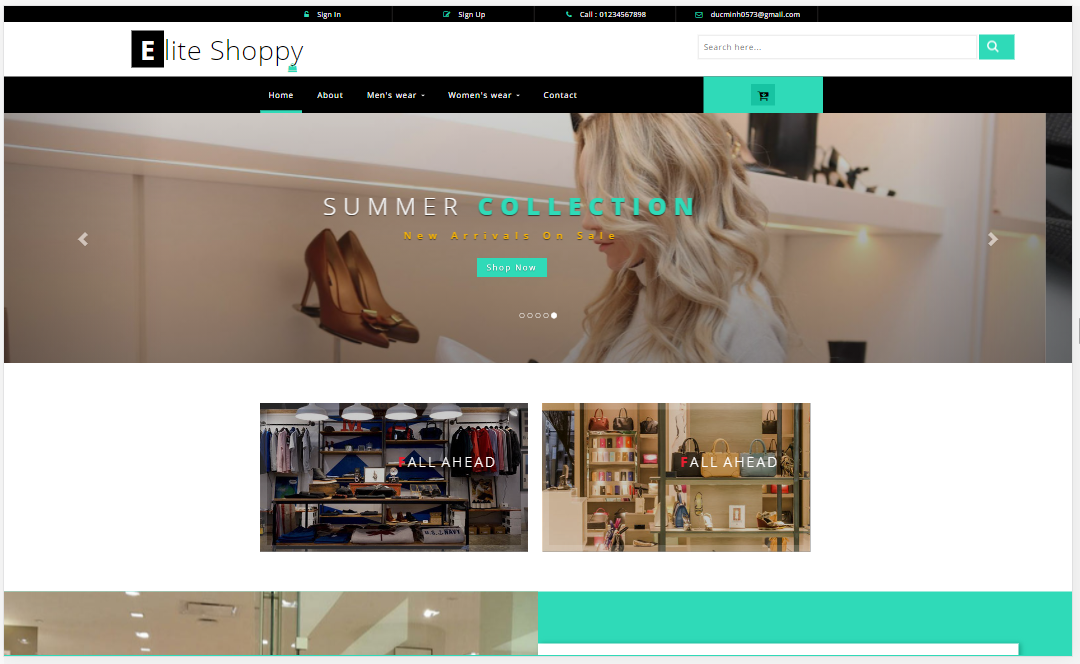 Sign In
Sign Up
Call : 01234567898
ducminh0573@gmail.com
Elite Shoppy
Search here...
Home
About
Men's wear
Women's wear
Contact
SUMMER COLLECTION
New Arrivals On Sale
Shop Now
FALL AHEAD
FALL AHEAD
U.S. NAVY